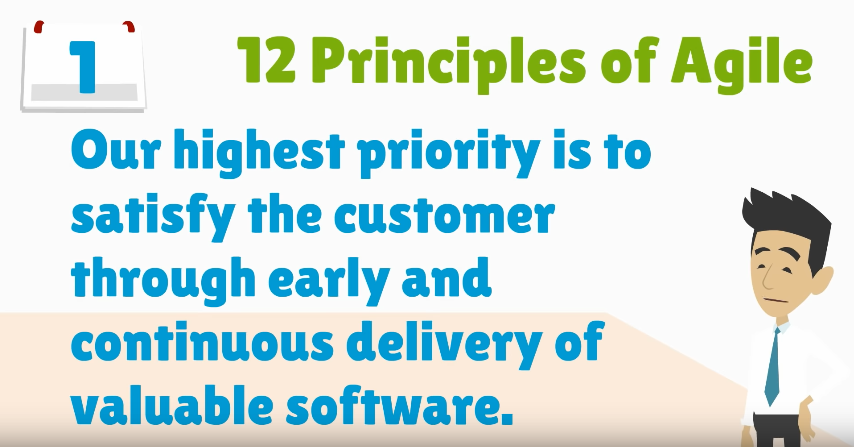 1
12 Principles of Agile
Our highest priority is to
satisfy the customer
through early and
continuous delivery of
valuable software.